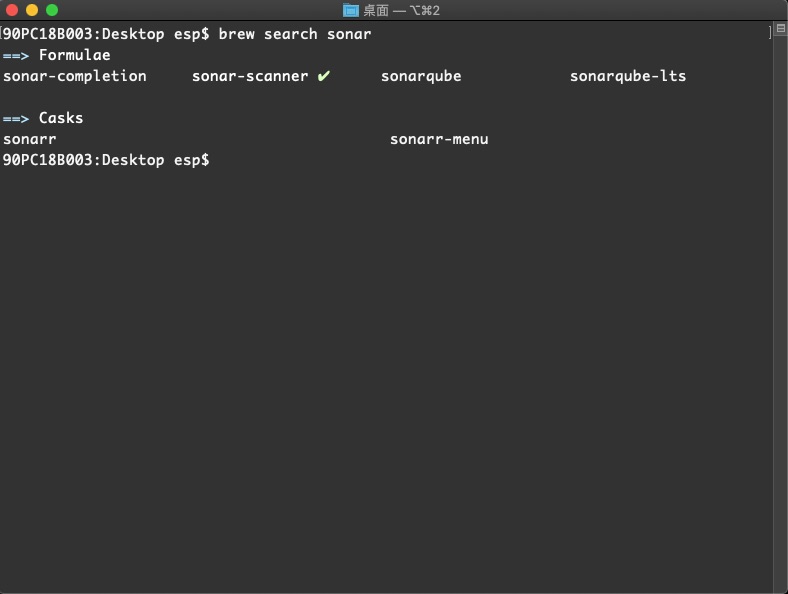 桌面 — ⌥⌘2
90PC18B003:Desktop esp$ brew search sonar
==> Formulae
sonar-completion sonar-scanner ✔ sonarqube sonarqube-lts
==> Casks
sonarr sonarr-menu
90PC18B003:Desktop esp$